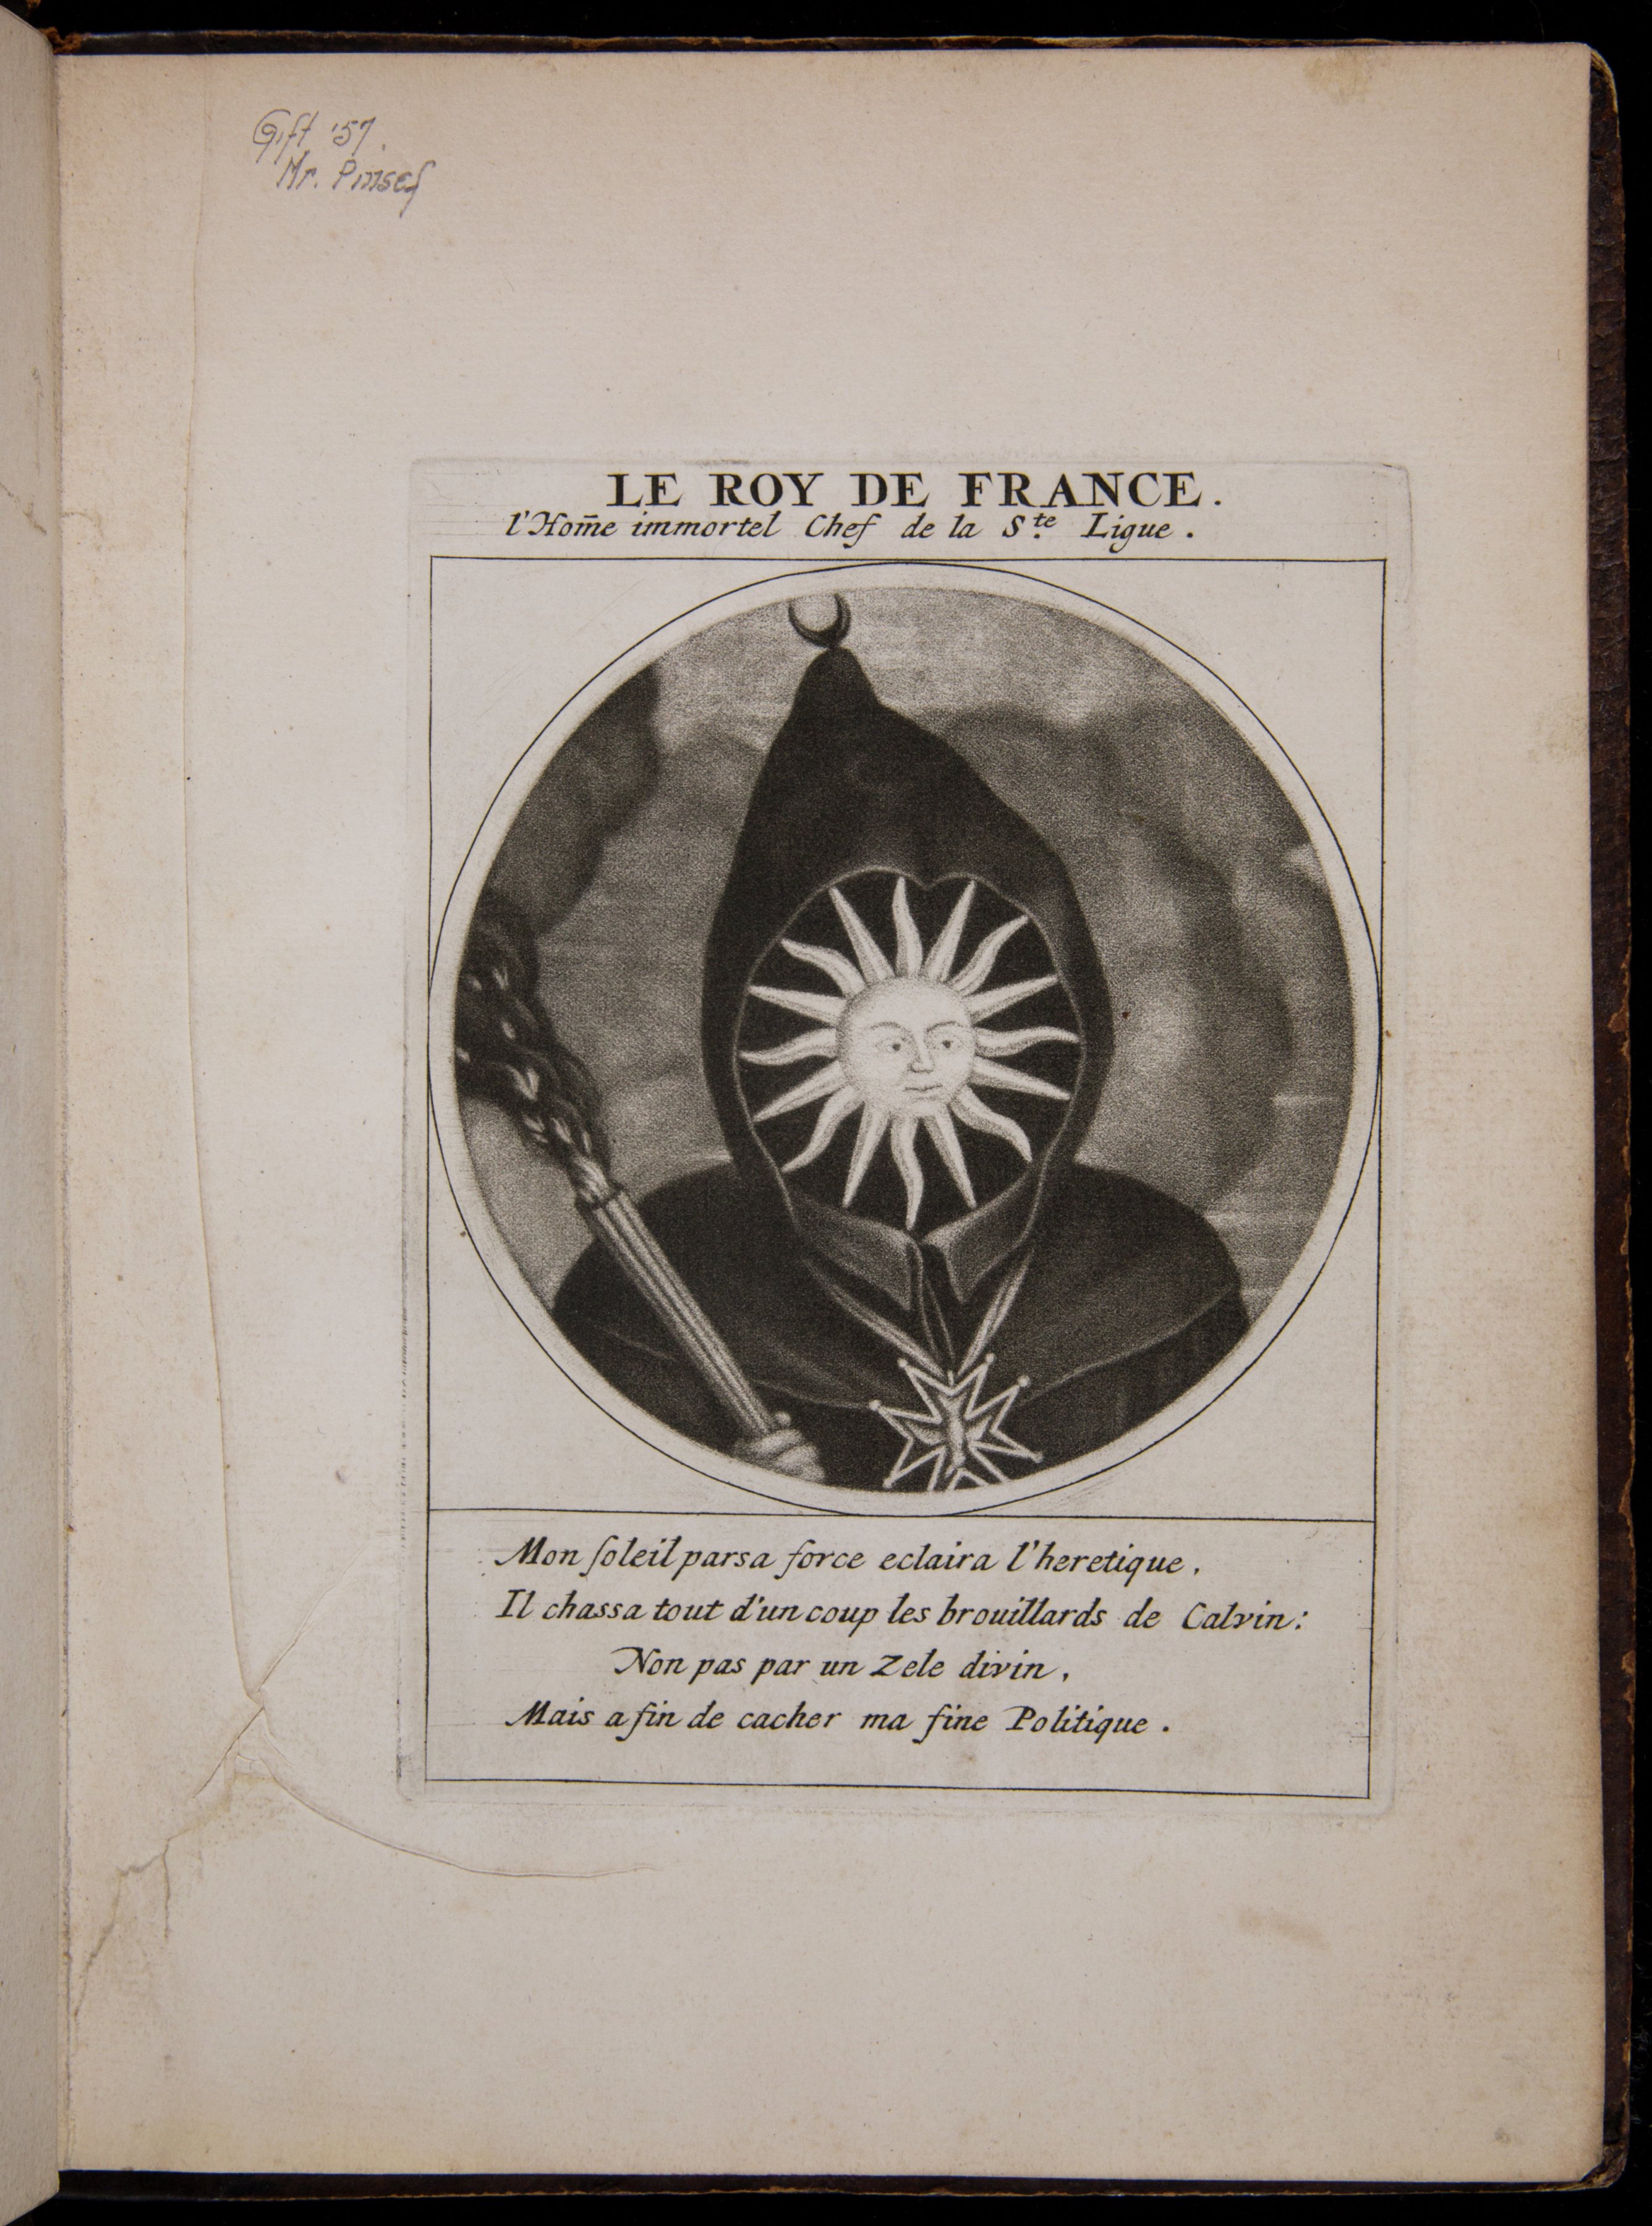 Gift '57.
Mr.
LE ROY DE FRANCE.
l'Hom̄e immortel Chef de la S.te Ligue.
Mon ſoleil par sa force eclaira l'heretique,
Il chassa tout d'un coup les brouillards de Calvin:
Non pas par un Zele divin,
Mais a fin de cacher ma fine Politique.